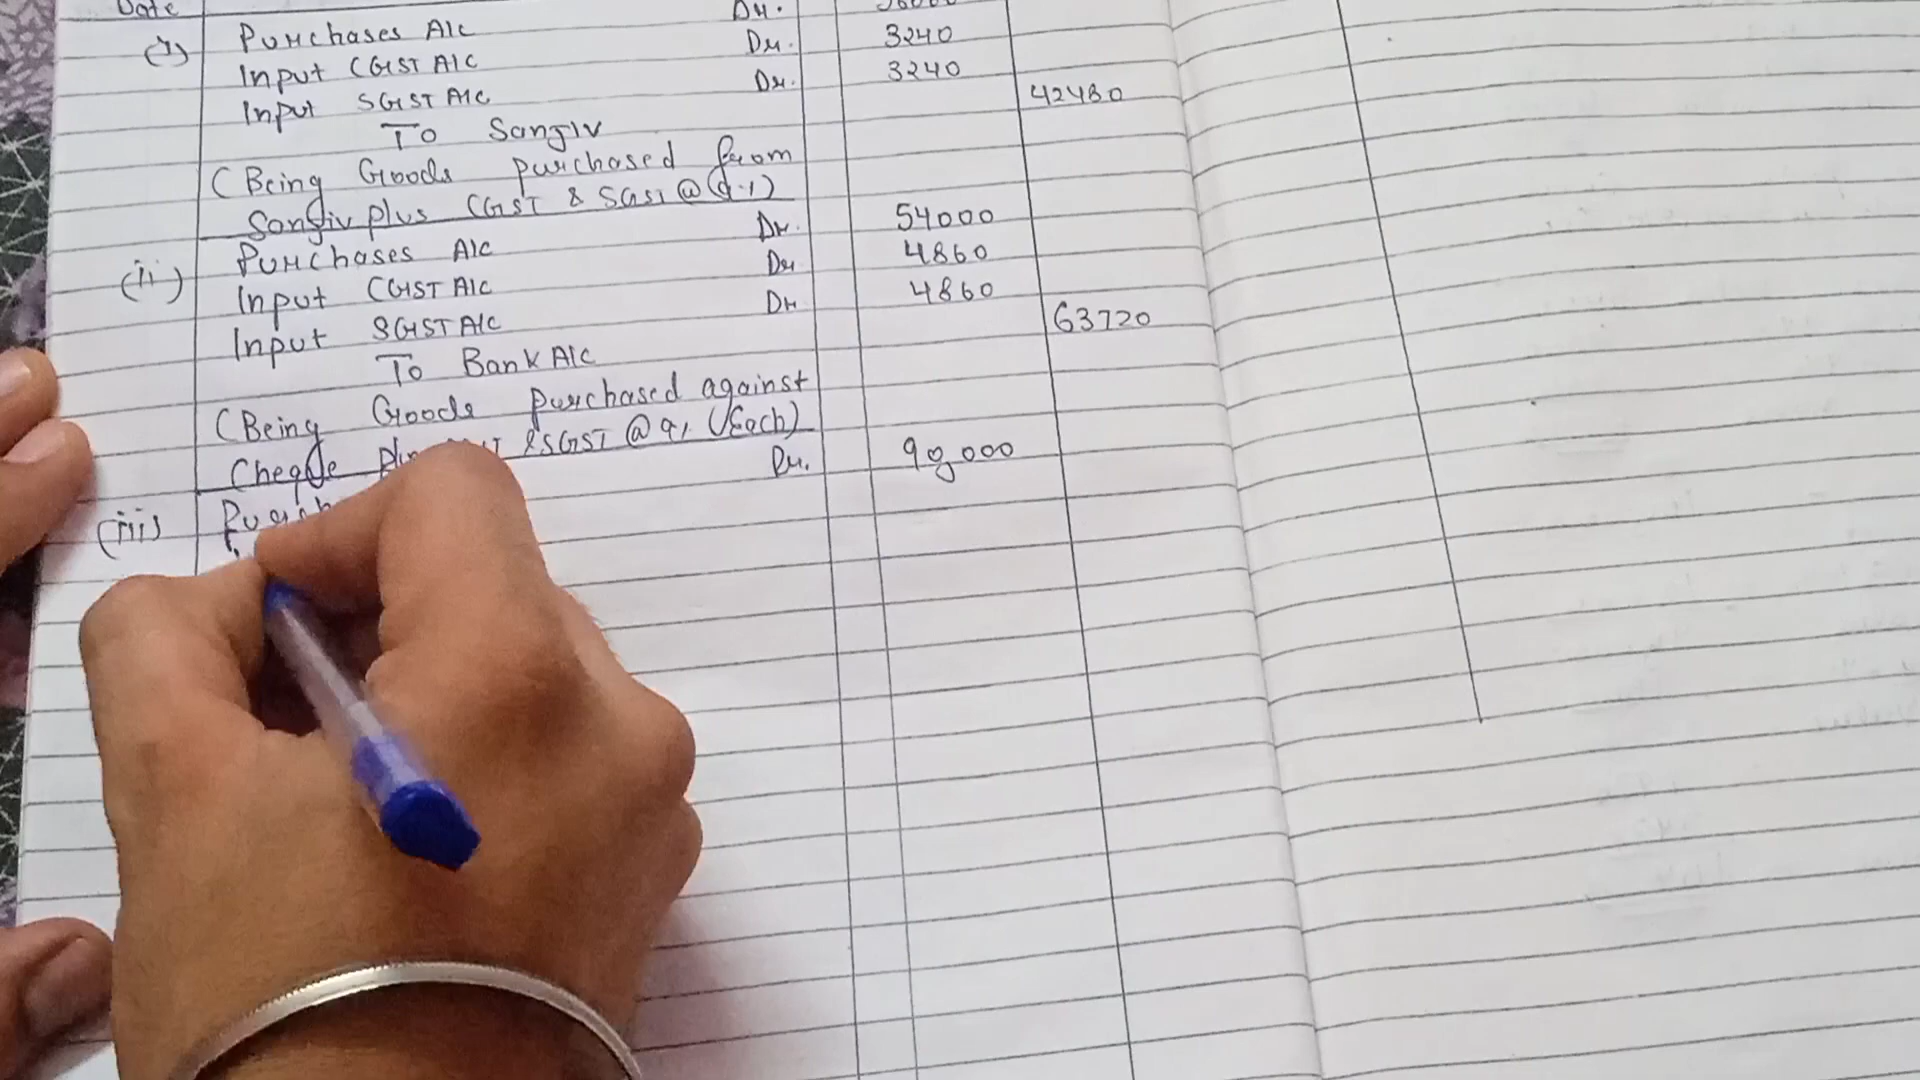 Date
(i) Purchases A/c Dr.
Input CGST A/c Dr. 3240
Input SGST A/c Dr. 3240
To Sanjiv 42480
(Being Goods purchased from
Sanjiv plus CGST & SGST @
(ii) Purchases A/c Dr. 54000
Input CGST A/c Dr 4860
Input SGST A/c Dr 4860
To Bank A/c 63720
(Being Goods purchased against
Cheque &SGST @ 9% (Each)
(iii) Dr. 90,000